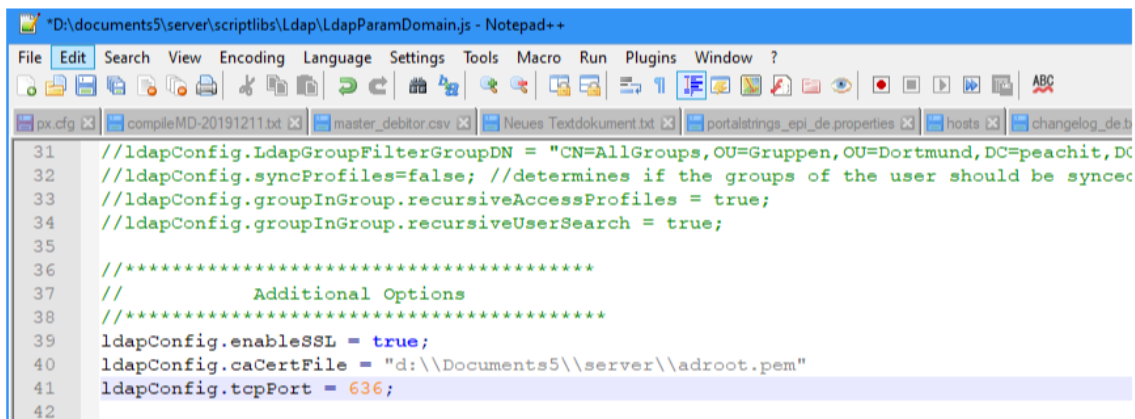 *D:\documents5\server\scriptlibs\Ldap\LdapParamDomain.js - Notepad++
File Edit Search View Encoding Language Settings Tools Macro Run Plugins Window ?
ABC
px.cfg compileMD-20191211.txt master_debitor.csv Neues Textdokument.txt portalstrings_epi_de.properties hosts changelog_de.tx
31 //ldapConfig.LdapGroupFilterGroupDN = "CN=AllGroups,OU=Gruppen,OU=Dortmund,DC=peachit,DC
32 //ldapConfig.syncProfiles=false; //determines if the groups of the user should be synced
33 //ldapConfig.groupInGroup.recursiveAccessProfiles = true;
34 //ldapConfig.groupInGroup.recursiveUserSearch = true;
35
36 //****************************************
37 // Additional Options
38 //*****************************************
39 ldapConfig.enableSSL = true;
40 ldapConfig.caCertFile = "d:\\Documents5\\server\\adroot.pem"
41 ldapConfig.tcpPort = 636;
42